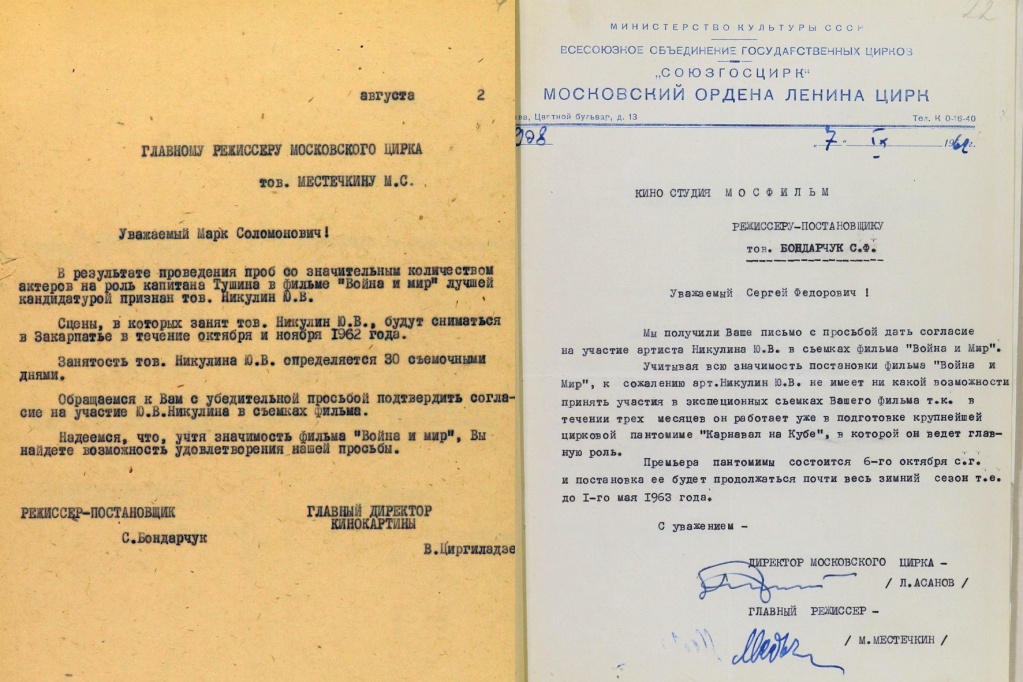 августа 2
ГЛАВНОМУ РЕЖИССЕРУ МОСКОВСКОГО ЦИРКА
тов. МЕСТЕЧКИНУ М.С.
Уважаемый Марк Соломонович!
В результате проведения проб со значительным количеством
актеров на роль капитана Тушина в фильме "Война и мир" лучшей
кандидатурой признан тов. Никулин Ю.В.
Сцены, в которых занят тов. Никулин Ю.В., будут сниматься
в Закарпатье в течение октября и ноября 1962 года.
Занятость тов. Никулина Ю.В. определяется 30 съемочными
днями.
Обращаемся к Вам с убедительной просьбой подтвердить согла-
сие на участие Ю.В.Никулина в съемках фильма.
Надеемся, что, учтя значимость фильма "Война и мир", Вы
найдете возможность удовлетворения нашей просьбы.
РЕЖИССЕР-ПОСТАНОВЩИК ГЛАВНЫЙ ДИРЕКТОР
КИНОКАРТИНЫ
С.Бондарчук
В.Циргиладзе
22
МИНИСТЕРСТВО КУЛЬТУРЫ СССР
ВСЕСОЮЗНОЕ ОБЪЕДИНЕНИЕ ГОСУДАРСТВЕННЫХ ЦИРКОВ
„СОЮЗГОСЦИРК"
МОСКОВСКИЙ ОРДЕНА ЛЕНИНА ЦИРК
ва, Цветной бульвар, д. 13 Тел. К 0-16-40
„7" IX 1962г.
КИНО СТУДИЯ МОСФИЛЬМ
РЕЖИССЕРУ-ПОСТАНОВЩИКУ
тов. БОНДАРЧУК С.Ф.
Уважаемый Сергей Федорович !
Мы получили Ваше письмо с просьбой дать согласие
на участие артиста Никулина Ю.В. в съемках фильма "Война и Мир".
Учитывая всю значимость постановки фильма "Война и
Мир", к сожалению арт.Никулин Ю.В. не имеет ни какой возможности
принять участия в экспеционных съемках Вашего фильма т.к. в
течении трех месяцев он работает уже в подготовке крупнейшей
цирковой пантомиме "Карнавал на Кубе", в которой он ведет глав-
ную роль.
Премьера пантомимы состоится 6-го октября с.г.
и постановка ее будет продолжаться почти весь зимний сезон т.е.
до I-го мая 1963 года.
С уважением -
ДИРЕКТОР МОСКОВСКОГО ЦИРКА -
/ Л.АСАНОВ /
ГЛАВНЫЙ РЕЖИССЕР -
/ М.МЕСТЕЧКИН /